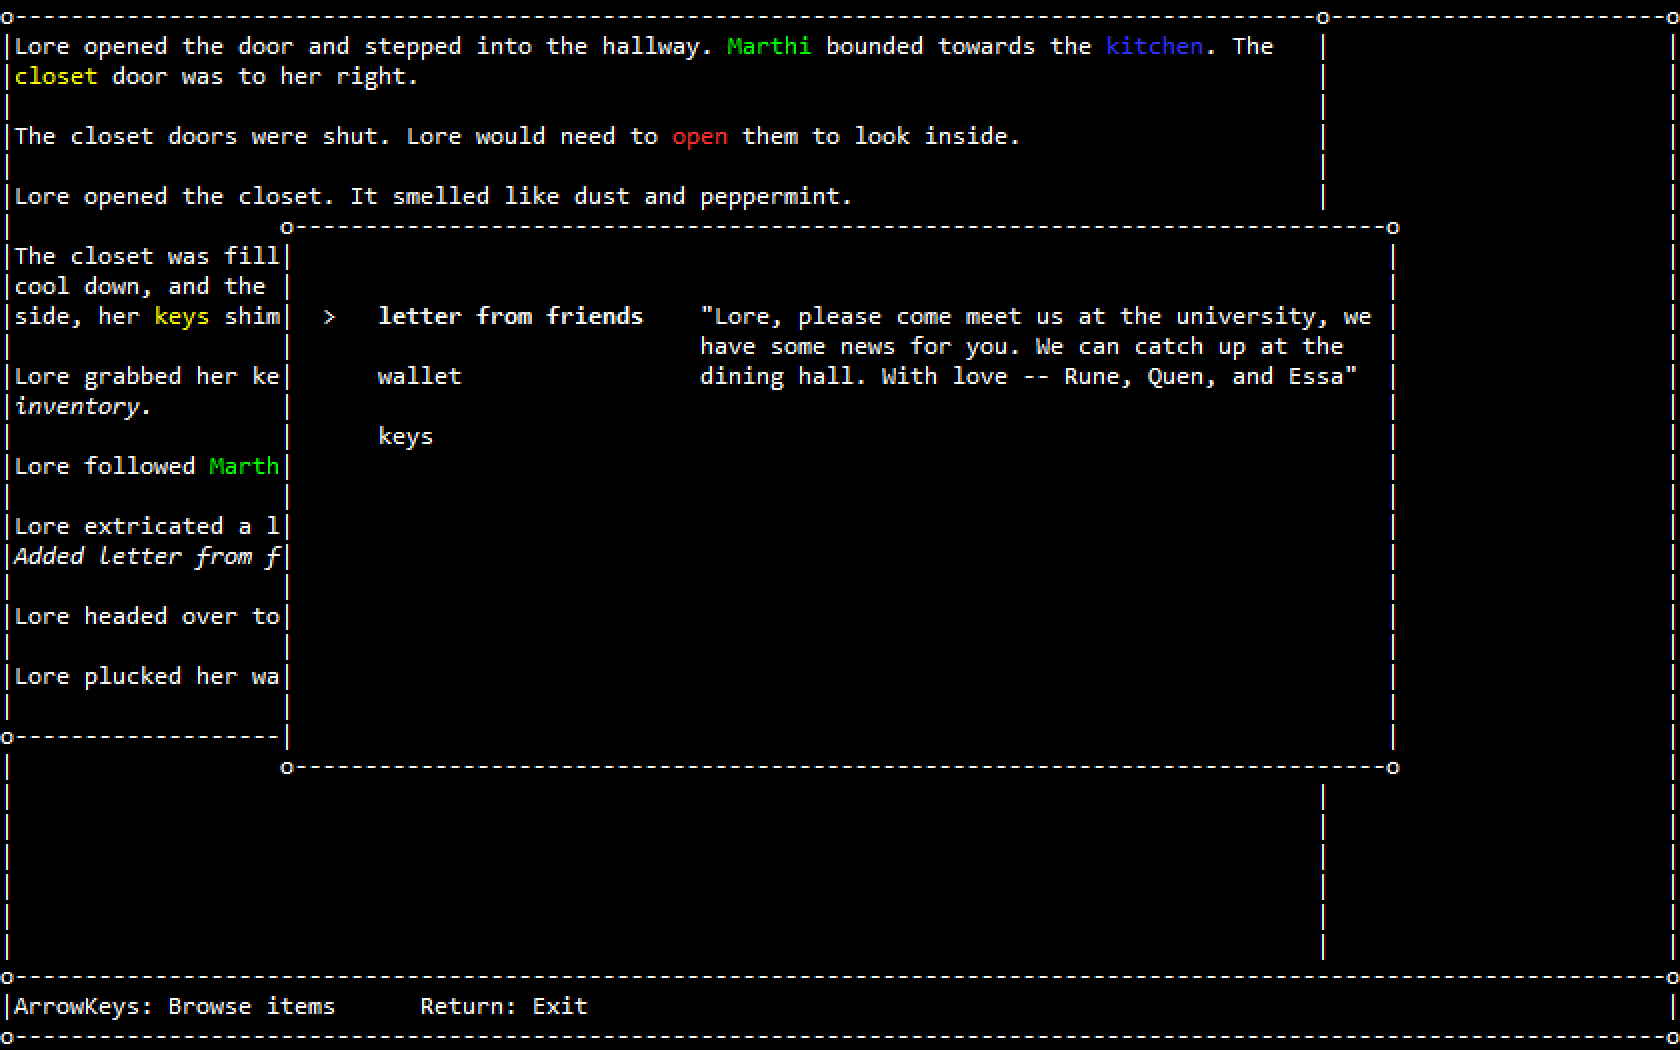 Lore opened the door and stepped into the hallway. Marthi bounded towards the kitchen. The
closet door was to her right.
The closet doors were shut. Lore would need to open them to look inside.
Lore opened the closet. It smelled like dust and peppermint.
The closet was fill
cool down, and the
side, her keys shim
Lore grabbed her ke
inventory.
Lore followed Marth
Lore extricated a l
Added letter from f
Lore headed over to
Lore plucked her wa
> letter from friends
wallet
keys
"Lore, please come meet us at the university, we
have some news for you. We can catch up at the
dining hall. With love -- Rune, Quen, and Essa"
ArrowKeys: Browse items Return: Exit